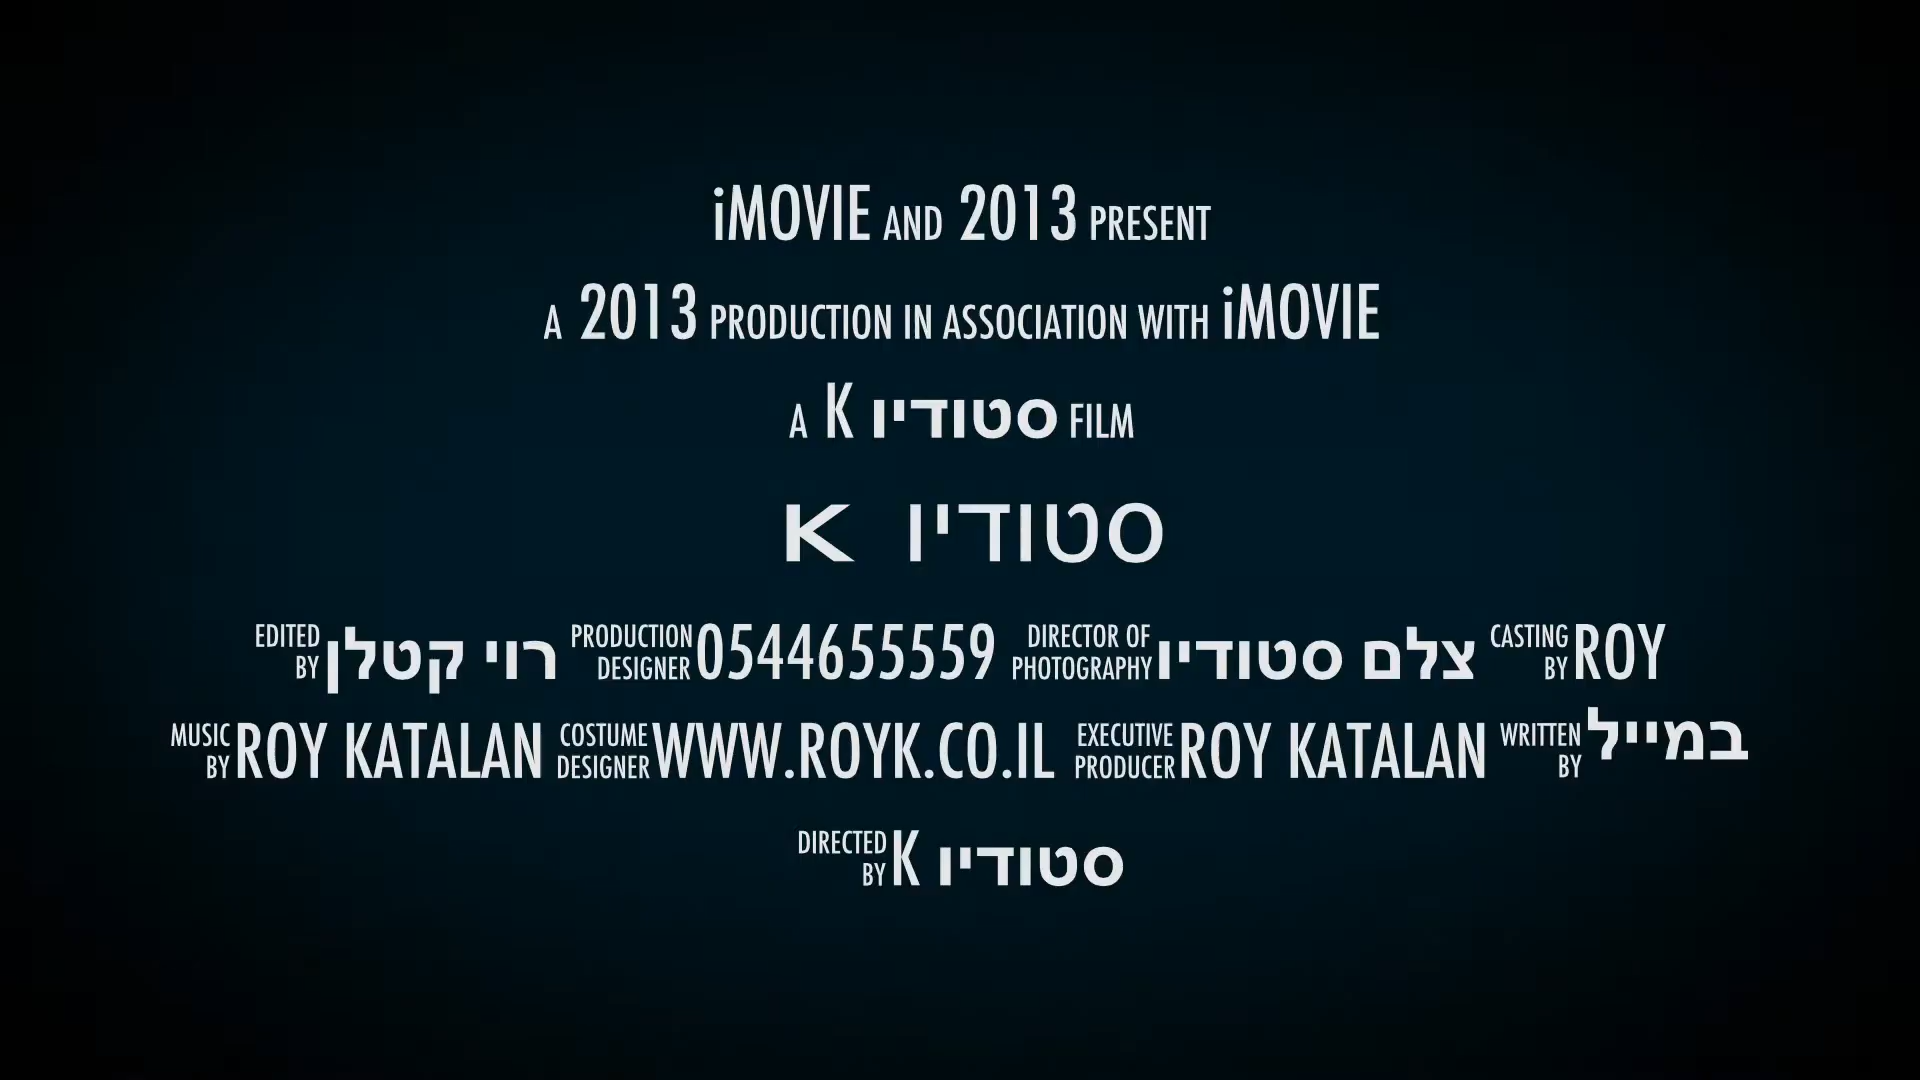 iMOVIE AND 2013 PRESENT
A 2013 PRODUCTION IN ASSOCIATION WITH iMOVIE
A K סטודיו FILM
K סטודיו
EDITED BY רוי קטלן PRODUCTION DESIGNER 0544655559 DIRECTOR OF PHOTOGRAPHY צלם סטודיו CASTING BY ROY
MUSIC BY ROY KATALAN COSTUME DESIGNER WWW.ROYK.CO.IL EXECUTIVE PRODUCER ROY KATALAN WRITTEN BY במייל
DIRECTED BY K סטודיו